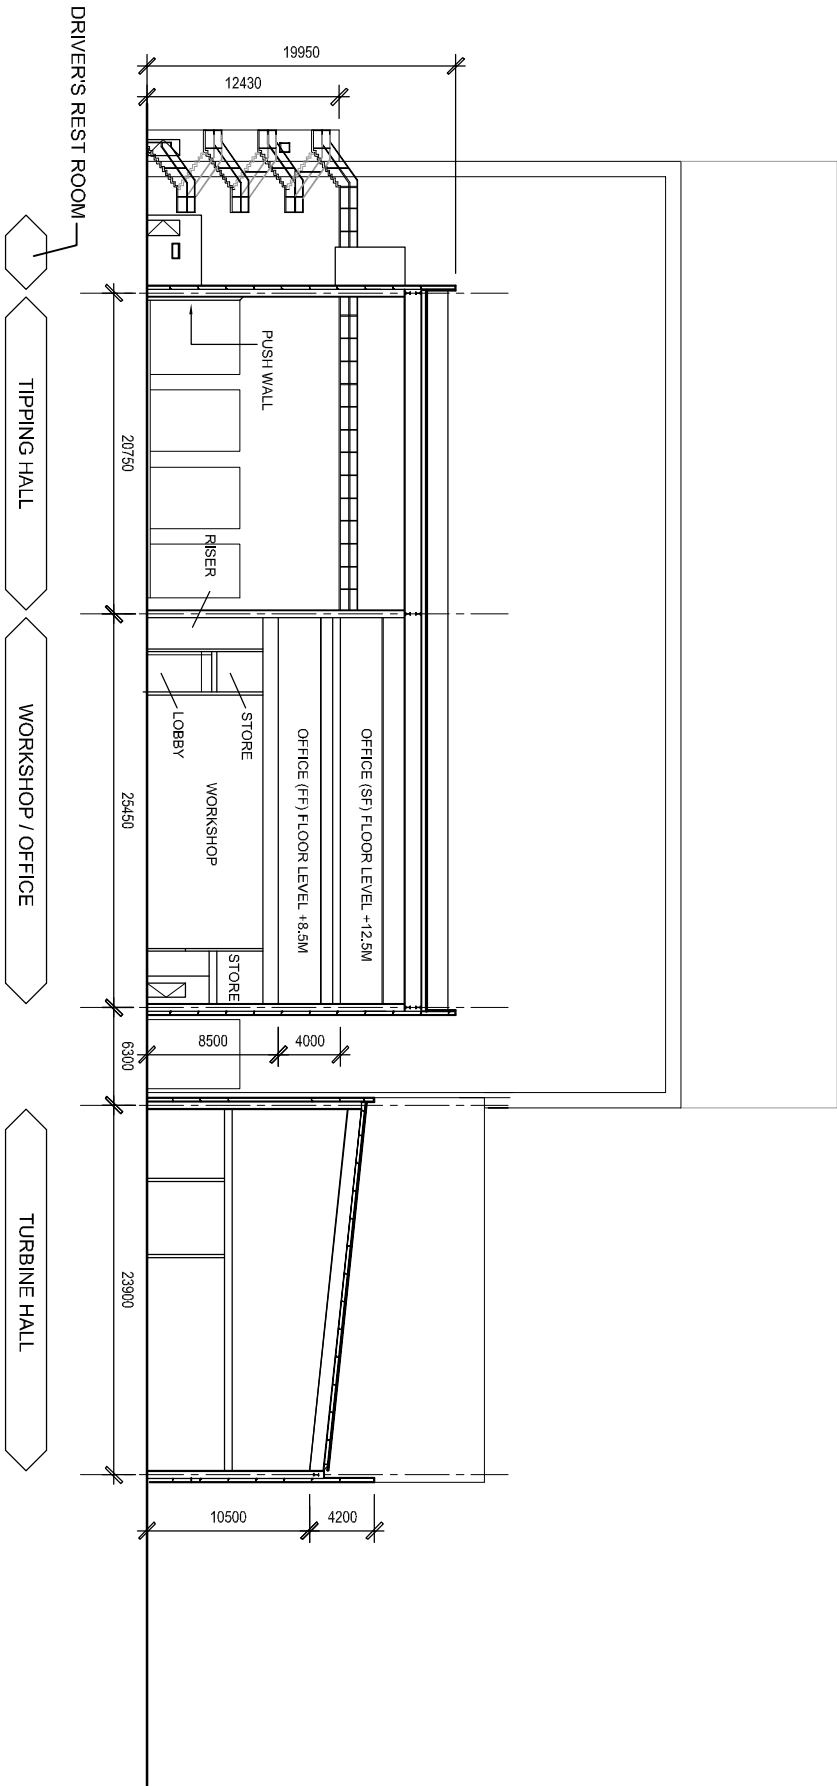 19950
12430
DRIVER'S REST ROOM
TIPPING HALL
WORKSHOP / OFFICE
TURBINE HALL
20750
25450
6300
23900
PUSH WALL
RISER
LOBBY
STORE
WORKSHOP
STORE
OFFICE (FF) FLOOR LEVEL +8.5M
OFFICE (SF) FLOOR LEVEL +12.5M
8500
4000
10500
4200